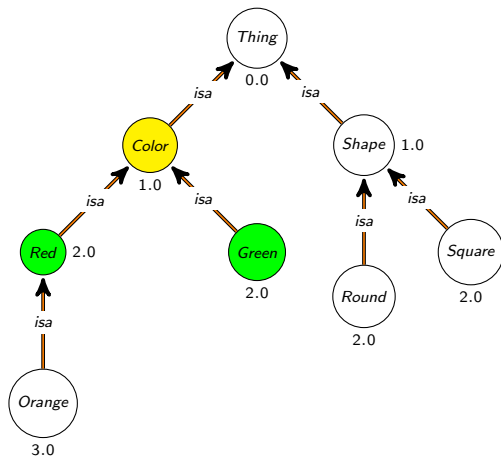 Thing
0.0
isa
isa
Color
1.0
Shape
1.0
isa
isa
isa
isa
Red
2.0
Green
2.0
Round
2.0
Square
2.0
isa
Orange
3.0